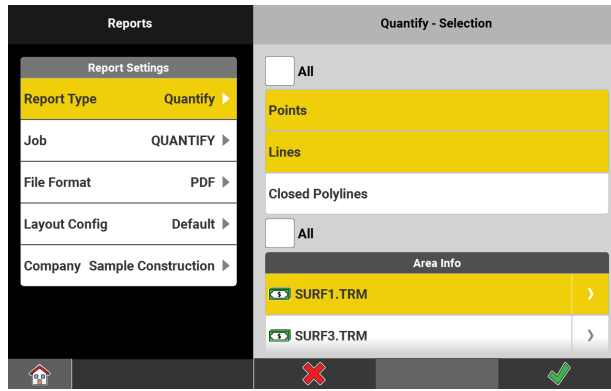 Reports
Report Settings
Report Type Quantify
Job QUANTIFY
File Format PDF
Layout Config Default
Company Sample Construction
Quantify - Selection
All
Points
Lines
Closed Polylines
All
Area Info
$ SURF1.TRM
$ SURF3.TRM